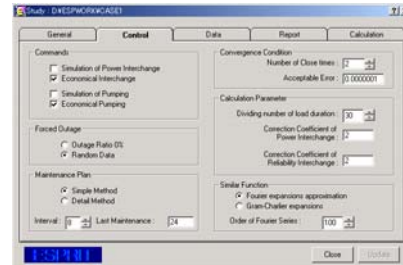 Study : D:\ESPWORK\CASE1
General Control Data Report Calculation
Commands
Simulation of Power Interchange
Economical Interchange
Simulation of Pumping
Economical Pumping
Forced Outage
Outage Ratio 0%
Random Data
Maintenance Plan
Simple Method
Detail Method
Interval : 0 Last Maintenance : 24
Convergence Condition
Number of Close times : 2
Acceptable Error : 0.0000001
Calculation Parameter
Dividing number of load duration : 30
Correction Coefficient of
Power Interchange : 2
Correction Coefficient of
Reliability Interchange : 2
Similar Function
Fourier expansions approximation
Gram-Charlier expansions
Order of Fourier Series : 100
ESPRIT
Close Update